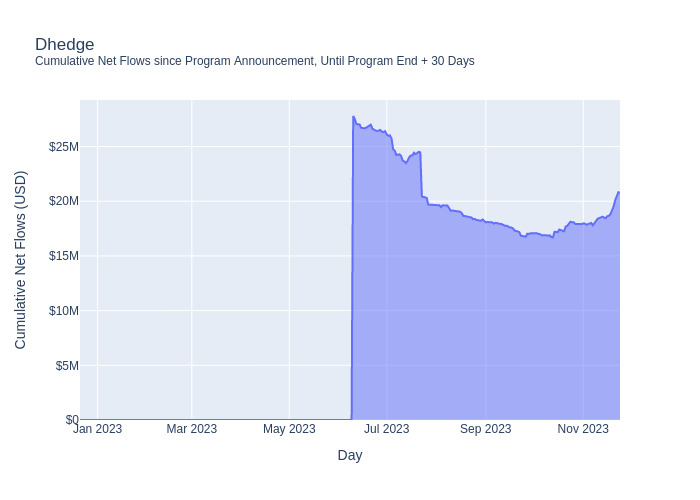 Dhedge
Cumulative Net Flows since Program Announcement, Until Program End + 30 Days
Cumulative Net Flows (USD)
$25M
$20M
$15M
$10M
$5M
$0
Jan 2023
Mar 2023
May 2023
Jul 2023
Sep 2023
Nov 2023
Day